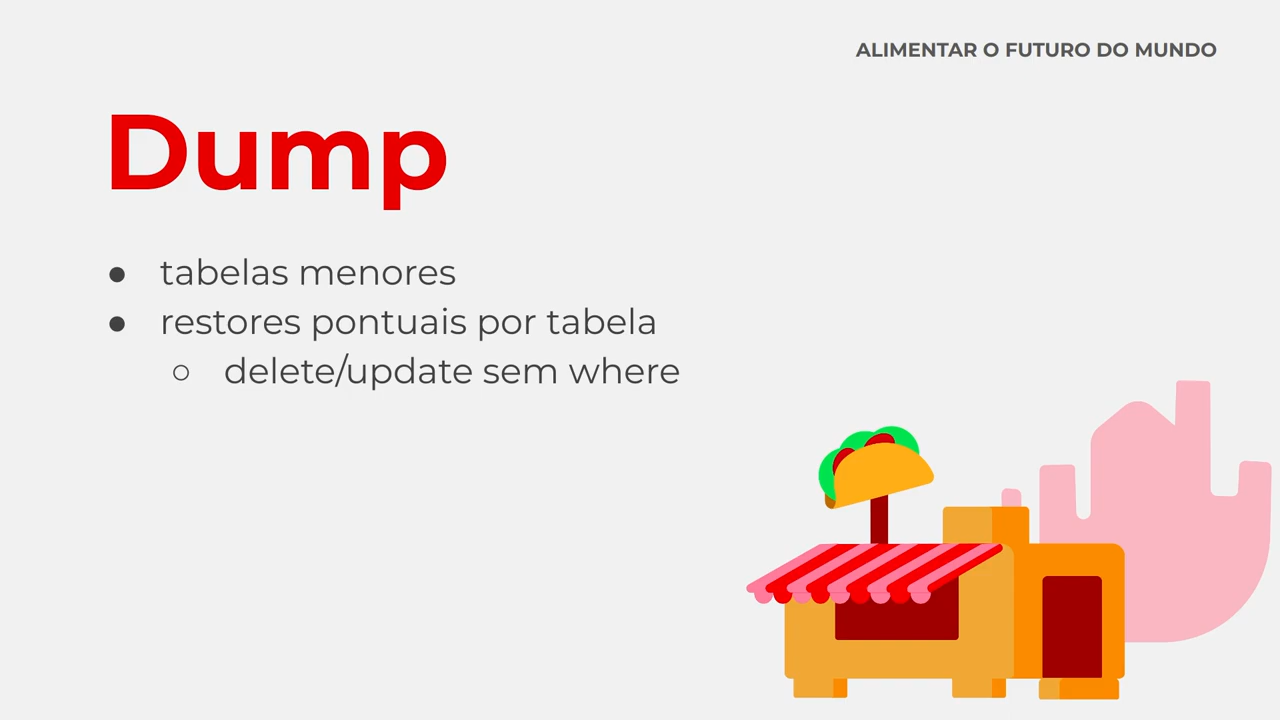 ALIMENTAR O FUTURO DO MUNDO
Dump
● tabelas menores
● restores pontuais por tabela
○ delete/update sem where